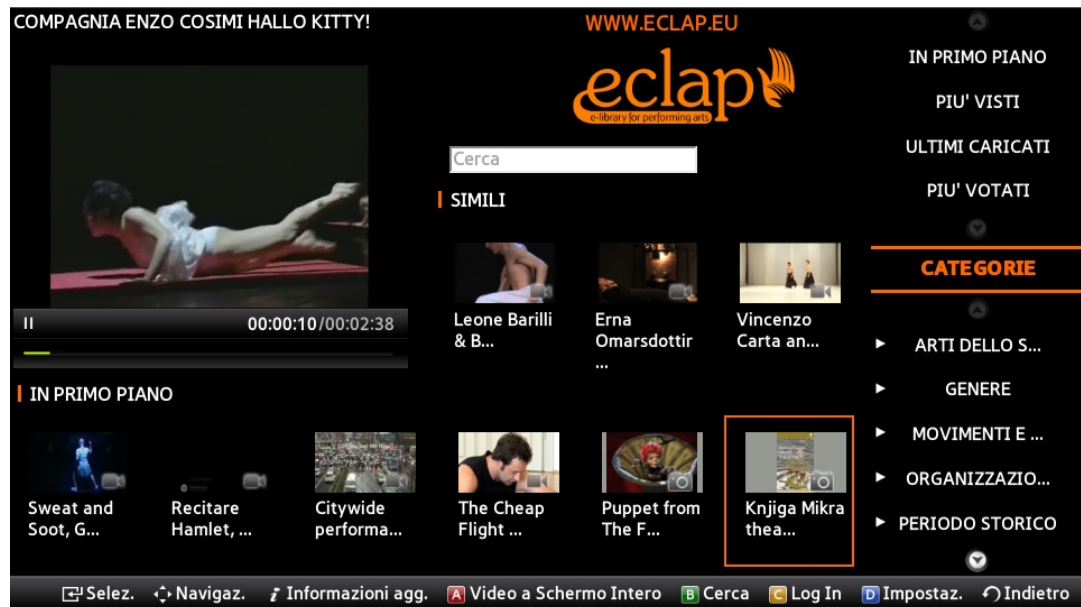 COMPAGNIA ENZO COSIMI HALLO KITTY!
WWW.ECLAP.EU
eclap
e-library for performing arts
Cerca
SIMILI
Leone Barilli
& B...
Erna
Omarsdottir
...
Vincenzo
Carta an...
00:00:10/00:02:38
IN PRIMO PIANO
Sweat and
Soot, G...
Recitare
Hamlet, ...
Citywide
performa...
The Cheap
Flight ...
Puppet from
The F...
Knjiga Mikra
thea...
IN PRIMO PIANO
PIU' VISTI
ULTIMI CARICATI
PIU' VOTATI
CATEGORIE
ARTI DELLO S...
GENERE
MOVIMENTI E ...
ORGANIZZAZIO...
PERIODO STORICO
Selez. Navigaz. i Informazioni agg. A Video a Schermo Intero B Cerca C Log In D Impostaz. Indietro